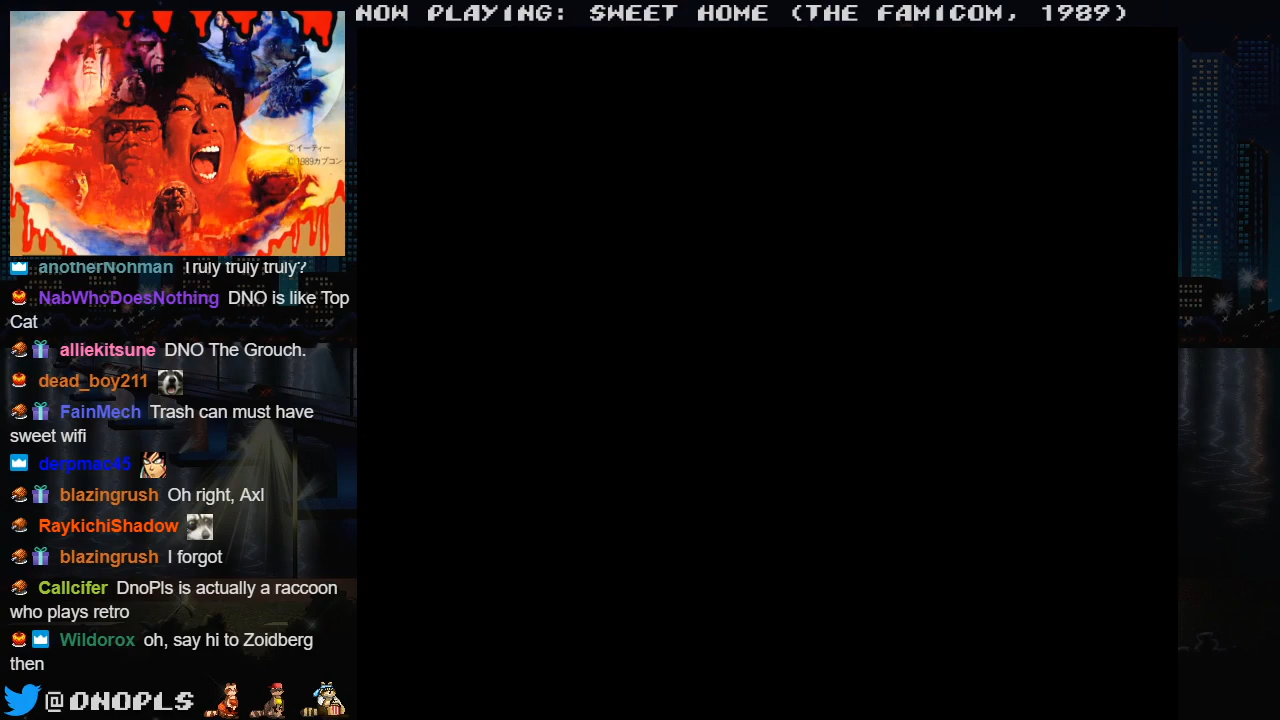 NOW PLAYING: SWEET HOME (THE FAMICOM, 1989)
© イーティー
© 1989カプコン
anotherNohman Truly truly truly?
NabWhoDoesNothing DNO is like Top
Cat
alliekitsune DNO The Grouch.
dead_boy211
FainMech Trash can must have
sweet wifi
derpmac45
blazingrush Oh right, Axl
RaykichiShadow
blazingrush I forgot
Callcifer DnoPls is actually a raccoon
who plays retro
Wildorox oh, say hi to Zoidberg
then
@DNOPLS